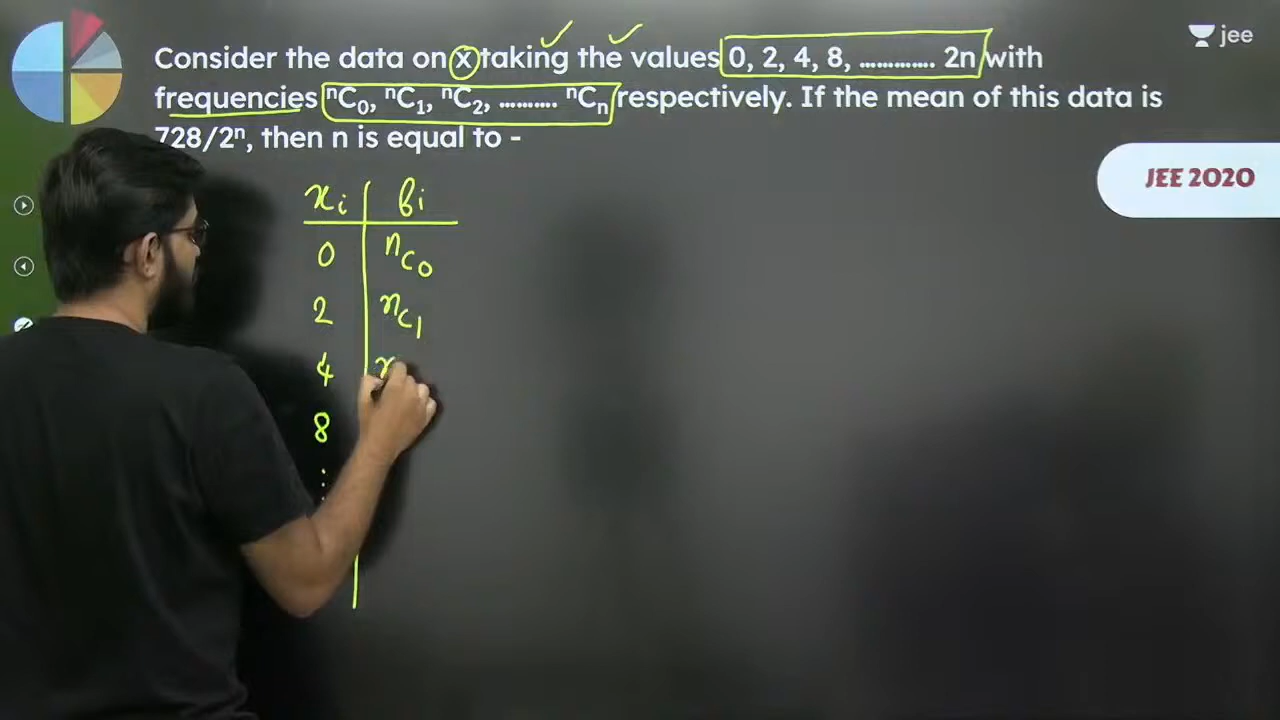 Consider the data on x taking the values 0, 2, 4, 8, ............. 2n with
frequencies ⁿC₀, ⁿC₁, ⁿC₂, .......... ⁿCₙ respectively. If the mean of this data is
728/2ⁿ, then n is equal to -
jee
JEE 2020
xᵢ fᵢ
0 ⁿC₀
2 ⁿC₁
4 n
8
⋮